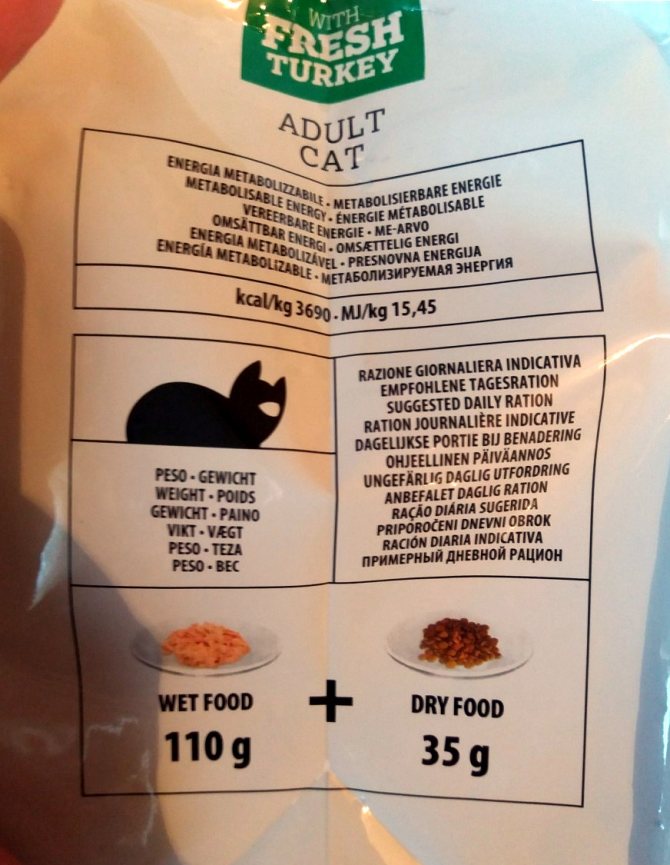 WITH
FRESH
TURKEY
ADULT
CAT
ENERGIA METABOLIZZABILE • METABOLISIERBARE ENERGIE
METABOLISABLE ENERGY • ÉNERGIE MÉTABOLISABLE
VEREERBARE ENERGIE • ME-ARVO
OMSÄTTBAR ENERGI • OMSÆTTELIG ENERGI
ENERGIA METABOLIZÁVEL • PRESNOVNA ENERGIJA
ENERGÍA METABOLIZABLE • МЕТАБОЛИЗИРУЕМАЯ ЭНЕРГИЯ
kcal/kg 3690 • MJ/kg 15,45
PESO • GEWICHT
WEIGHT • POIDS
GEWICHT • PAINO
VIKT • VÆGT
PESO • TEZA
PESO • ВЕС
RAZIONE GIORNALIERA INDICATIVA
EMPFOHLENE TAGESRATION
SUGGESTED DAILY RATION
RATION JOURNALIÈRE INDICATIVE
DAGELIJKSE PORTIE BIJ BENADERING
OHJEELLINEN PÄIVÄANNOS
UNGEFÄRLIG DAGLIG UTFORDRING
ANBEFALET DAGLIG RATION
RAÇÃO DIÁRIA SUGERIDA
PRIPOROČENI DNEVNI OBROK
RACIÓN DIARIA INDICATIVA
ПРИМЕРНЫЙ ДНЕВНОЙ РАЦИОН
WET FOOD
110 g
+
DRY FOOD
35 g